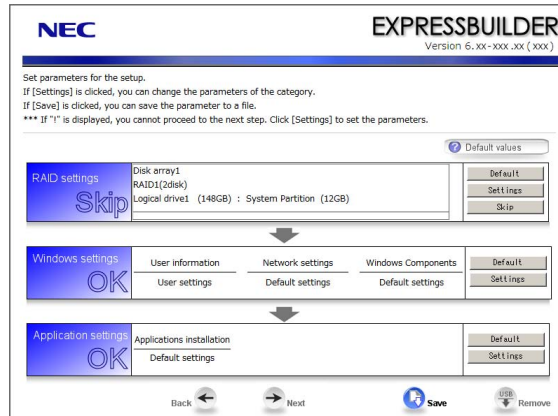 NEC
EXPRESSBUILDER
Version 6.xx-xxx.xx(xxx)
Set parameters for the setup.
If [Settings] is clicked, you can change the parameters of the category.
If [Save] is clicked, you can save the parameter to a file.
*** If "!" is displayed, you cannot proceed to the next step. Click [Settings] to set the parameters.
? Default values
RAID settings
Skip
Disk array1
RAID1(2disk)
Logical drive1 (148GB) : System Partition (12GB)
Default
Settings
Skip
Windows settings
OK
User information Network settings Windows Components
User settings Default settings Default settings
Default
Settings
Application settings
OK
Applications installation
Default settings
Default
Settings
Back Next Save USB Remove